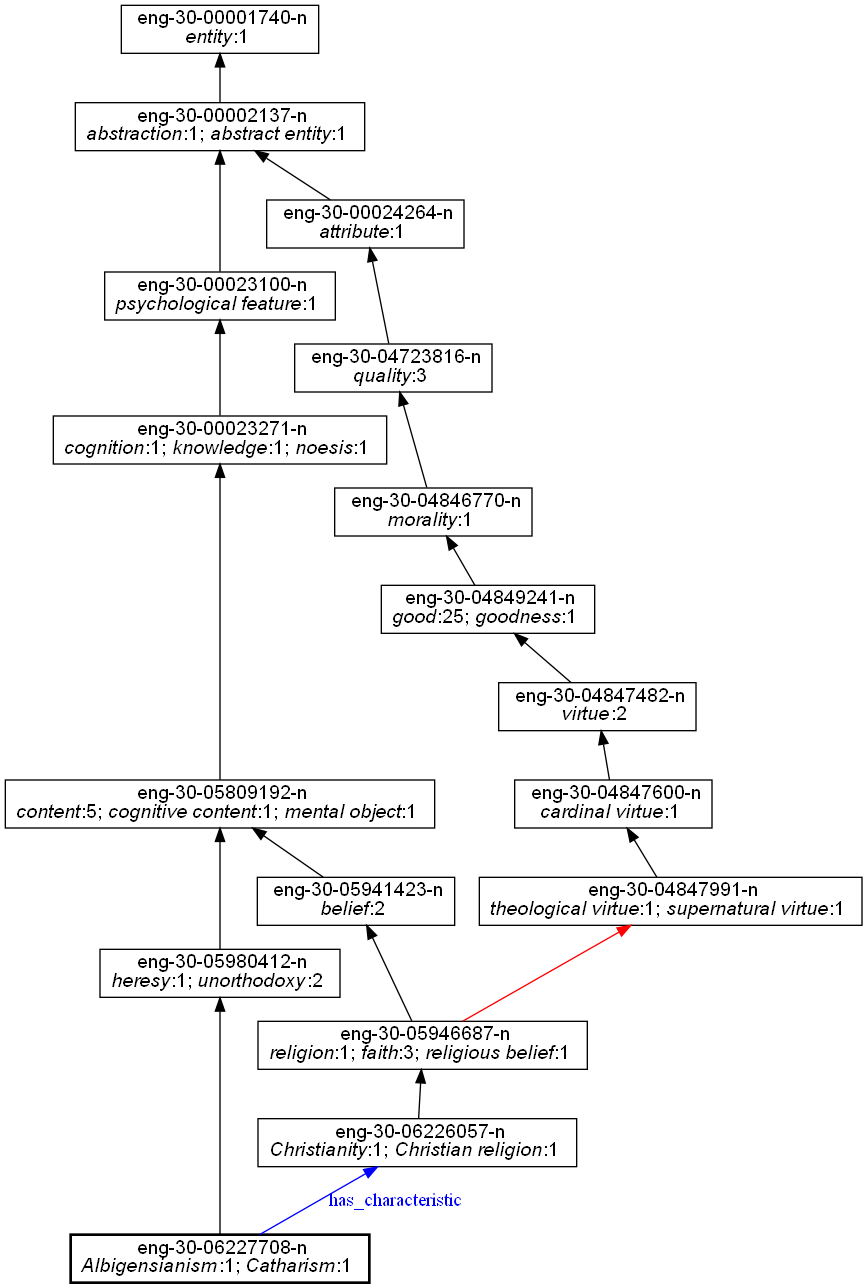 eng-30-00001740-n
entity:1
eng-30-00002137-n
abstraction:1; abstract entity:1
eng-30-00024264-n
attribute:1
eng-30-00023100-n
psychological feature:1
eng-30-04723816-n
quality:3
eng-30-00023271-n
cognition:1; knowledge:1; noesis:1
eng-30-04846770-n
morality:1
eng-30-04849241-n
good:25; goodness:1
eng-30-04847482-n
virtue:2
eng-30-05809192-n
content:5; cognitive content:1; mental object:1
eng-30-04847600-n
cardinal virtue:1
eng-30-05941423-n
belief:2
eng-30-04847991-n
theological virtue:1; supernatural virtue:1
eng-30-05980412-n
heresy:1; unorthodoxy:2
eng-30-05946687-n
religion:1; faith:3; religious belief:1
eng-30-06226057-n
Christianity:1; Christian religion:1
has_characteristic
eng-30-06227708-n
Albigensianism:1; Catharism:1